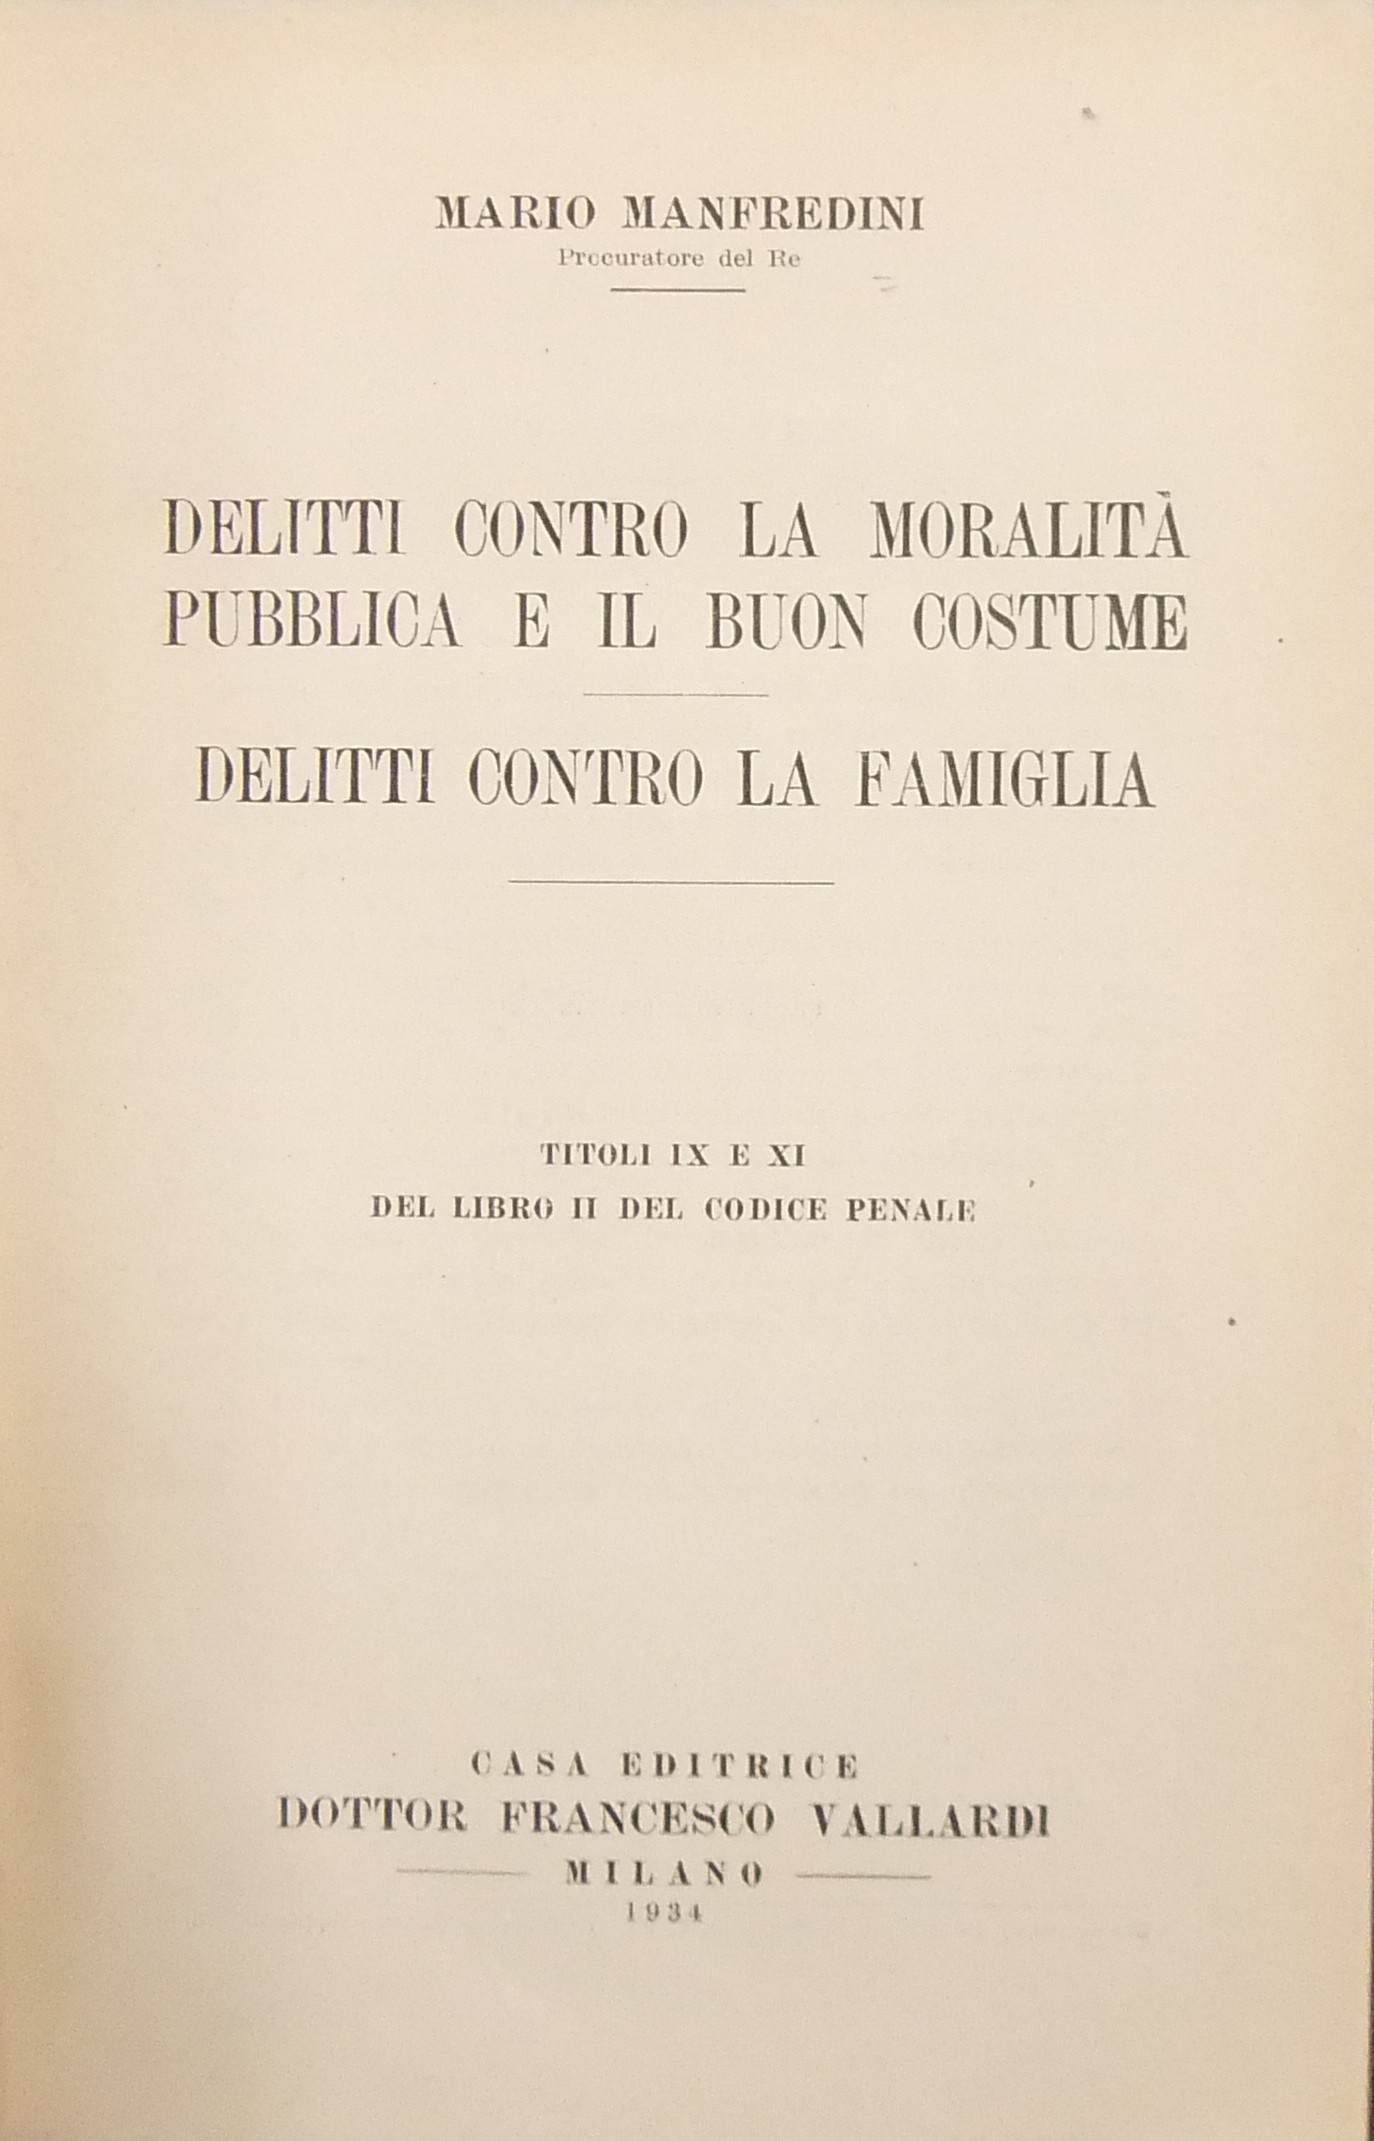 MARIO MANFREDINI
Procuratore del Re
DELITTI CONTRO LA MORALITÀ
PUBBLICA E IL BUON COSTUME
DELITTI CONTRO LA FAMIGLIA
TITOLI IX E XI
DEL LIBRO II DEL CODICE PENALE
CASA EDITRICE
DOTTOR FRANCESCO VALLARDI
MILANO
1934